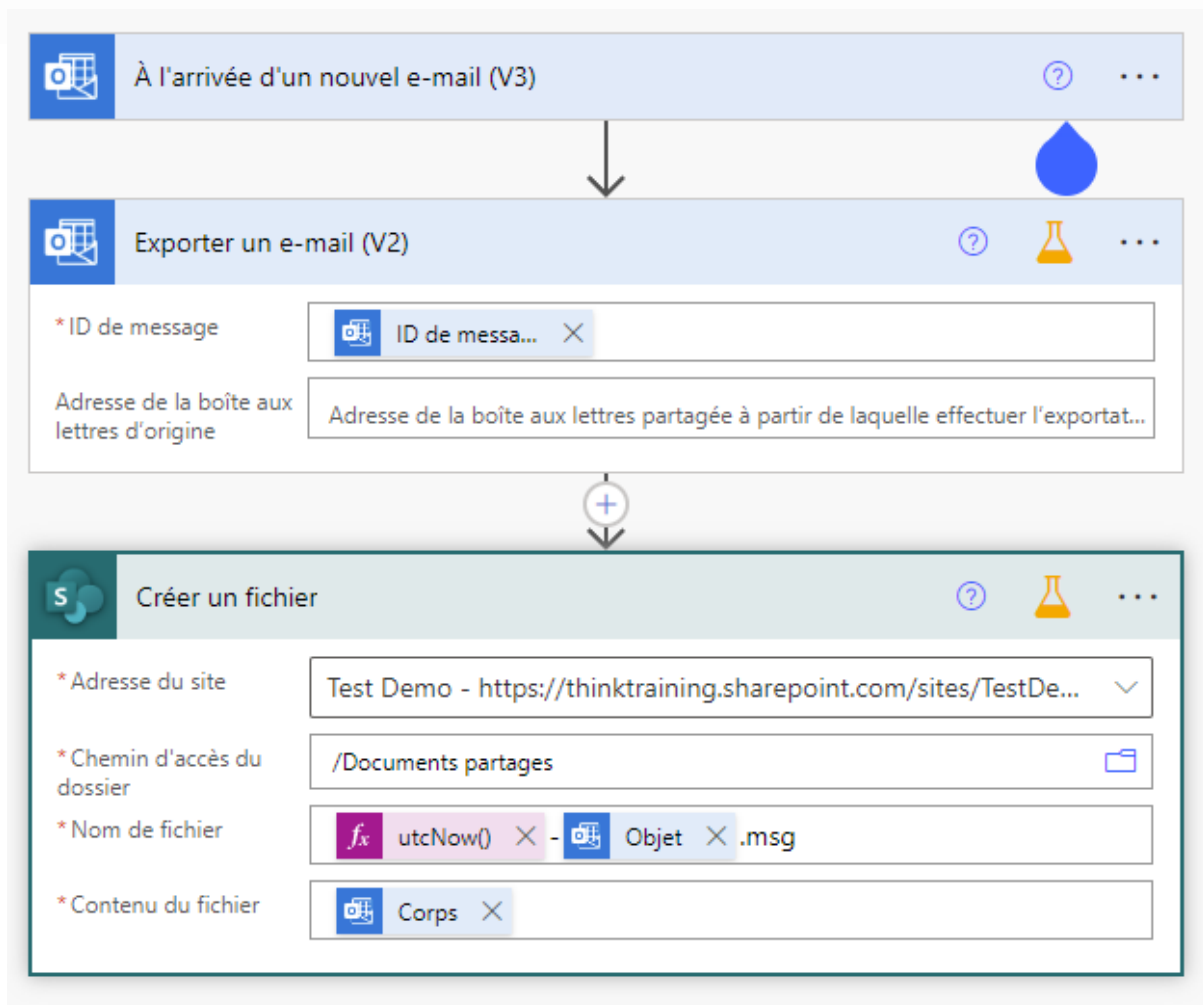 À l'arrivée d'un nouvel e-mail (V3)
Exporter un e-mail (V2)
* ID de message
ID de messa...
Adresse de la boîte aux
lettres d’origine
Adresse de la boîte aux lettres partagée à partir de laquelle effectuer l’exportat...
S
Créer un fichier
* Adresse du site
Test Demo - https://thinktraining.sharepoint.com/sites/TestDe...
* Chemin d'accès du
dossier
/Documents partages
* Nom de fichier
fx utcNow() - Objet .msg
* Contenu du fichier
Corps